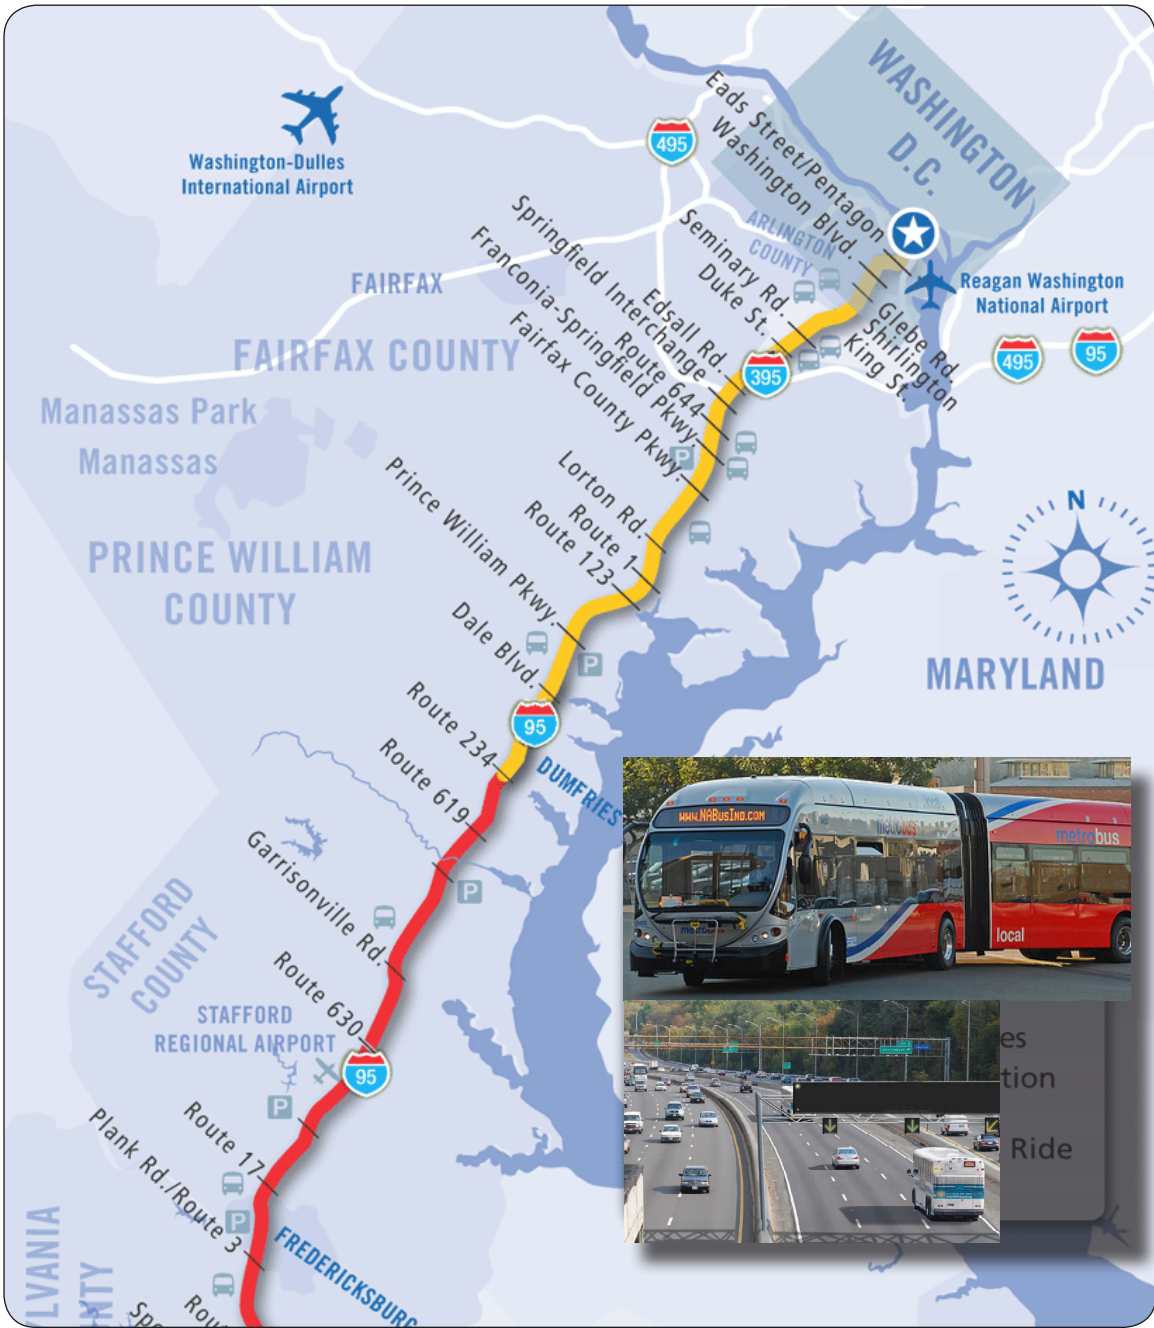 WASHINGTON
D.C.
495
Washington-Dulles
International Airport
Eads Street/Pentagon
Washington Blvd.
ARLINGTON
COUNTY
Seminary Rd.
Duke St.
Springfield Interchange
Edsall Rd.
Franconia-Springfield Pkwy.
Route 644
Fairfax County Pkwy.
Reagan Washington
National Airport
Glebe Rd.
Shirlington
King St.
FAIRFAX
FAIRFAX COUNTY
495
95
395
Manassas Park
Manassas
P
Lorton Rd.
Route 1
Route 123
Prince William Pkwy.
N
PRINCE WILLIAM
COUNTY
Dale Blvd.
P
MARYLAND
Route 234
95
DUMFRIES
Route 619
www.NABusInd.com
metrobus
metrobus
metrobus
local
Garrisonville Rd.
P
STAFFORD
COUNTY
Route 630
STAFFORD
REGIONAL AIRPORT
95
es
tion
Ride
P
Route 17
Plank Rd./Route 3
P
FREDERICKSBURG
LVANIA
NTY
Spo
Rou